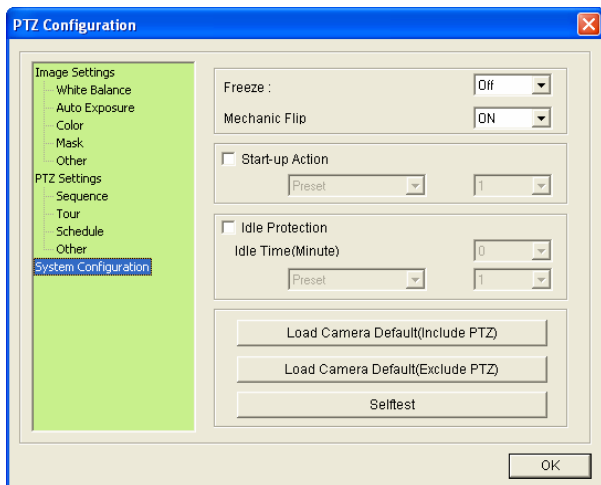 PTZ Configuration
Image Settings
White Balance
Auto Exposure
Color
Mask
Other
PTZ Settings
Sequence
Tour
Schedule
Other
System Configuration
Freeze : Off
Mechanic Flip ON
Start-up Action
Preset 1
Idle Protection
Idle Time(Minute) 0
Preset 1
Load Camera Default(Include PTZ)
Load Camera Default(Exclude PTZ)
Selftest
OK